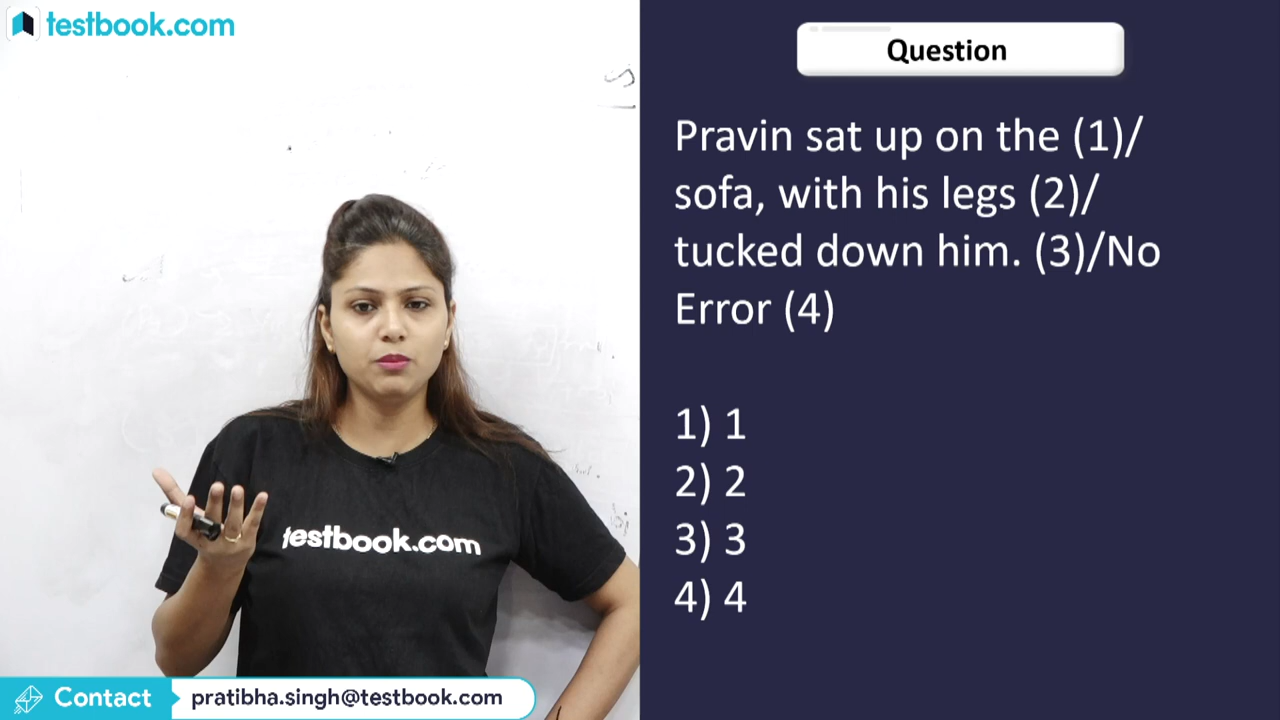 testbook.com
Question
Pravin sat up on the (1)/
sofa, with his legs (2)/
tucked down him. (3)/No
Error (4)
1) 1
2) 2
3) 3
4) 4
testbook.com
Contact
pratibha.singh@testbook.com